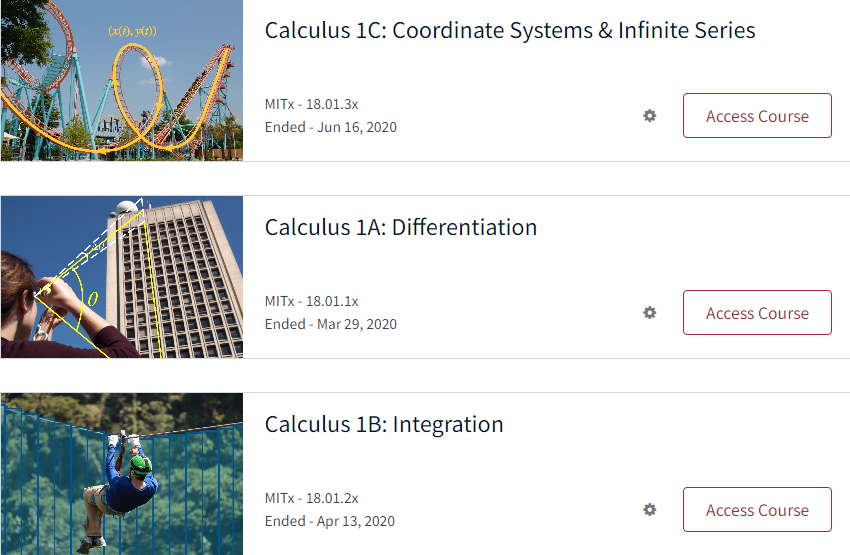 (x(t), y(t))
Calculus 1C: Coordinate Systems & Infinite Series
MITx - 18.01.3x
Ended - Jun 16, 2020
Access Course
θ
Calculus 1A: Differentiation
MITx - 18.01.1x
Ended - Mar 29, 2020
Access Course
Calculus 1B: Integration
MITx - 18.01.2x
Ended - Apr 13, 2020
Access Course